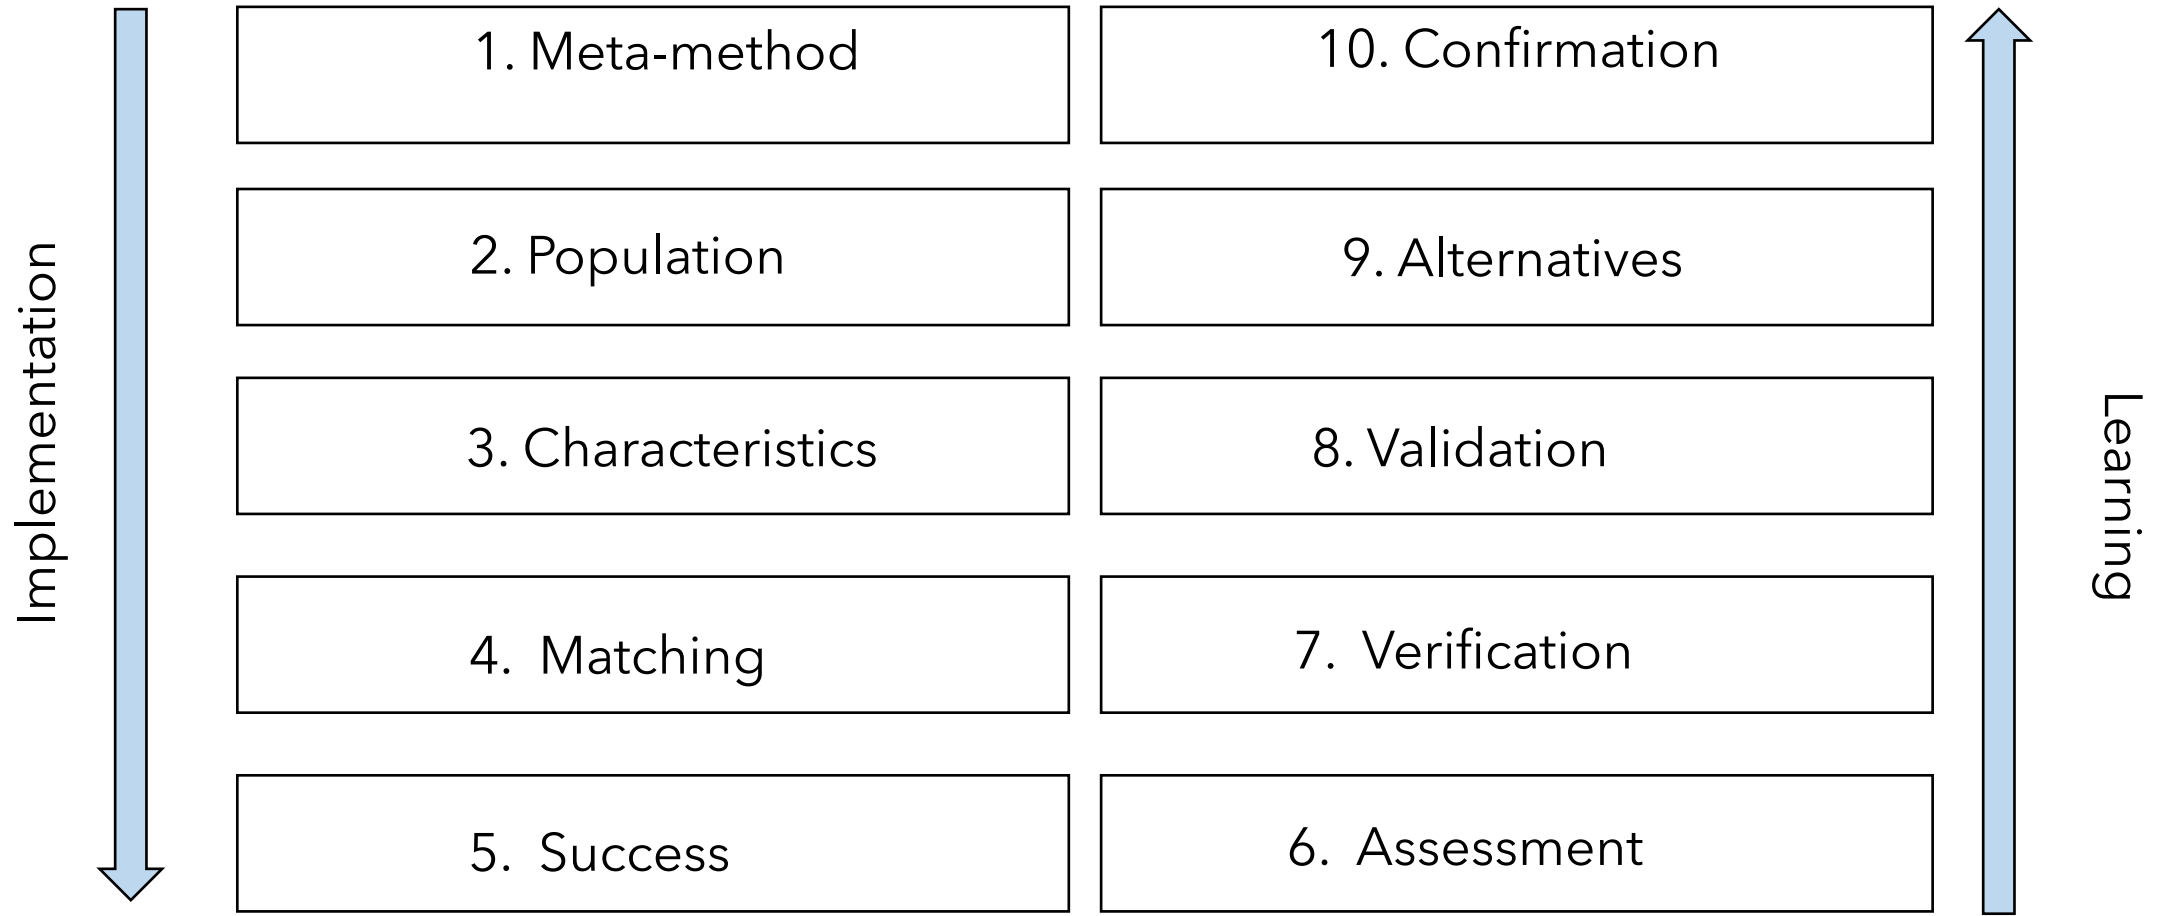 Implementation
1. Meta-method
2. Population
3. Characteristics
4. Matching
5. Success
10. Confirmation
9. Alternatives
8. Validation
7. Verification
6. Assessment
Learning